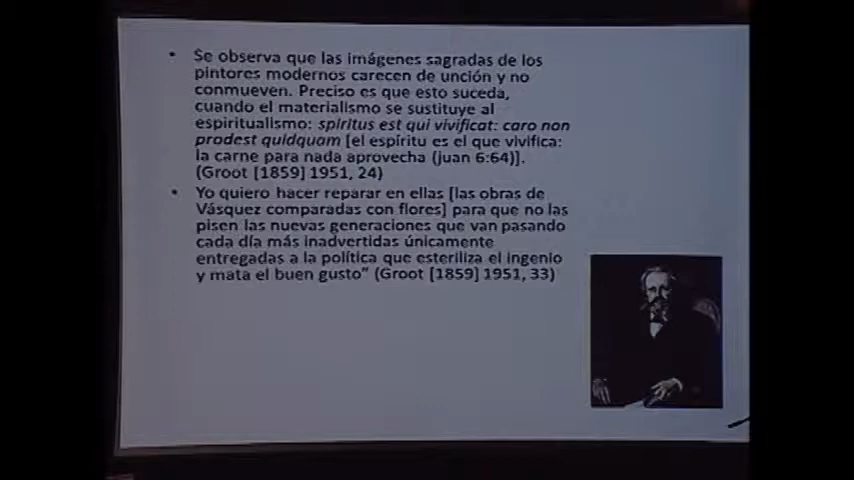 • Se observa que las imágenes sagradas de los
pintores modernos carecen de unción y no
conmueven. Preciso es que esto suceda,
cuando el materialismo se sustituye al
espiritualismo: spiritus est qui vivificat: caro non
prodest quidquam [el espíritu es el que vivifica:
la carne para nada aprovecha (juan 6:64)].
(Groot [1859] 1951, 24)
• Yo quiero hacer reparar en ellas [las obras de
Vásquez comparadas con flores] para que no las
pisen las nuevas generaciones que van pasando
cada día más inadvertidas únicamente
entregadas a la política que esteriliza el ingenio
y mata el buen gusto” (Groot [1859] 1951, 33)